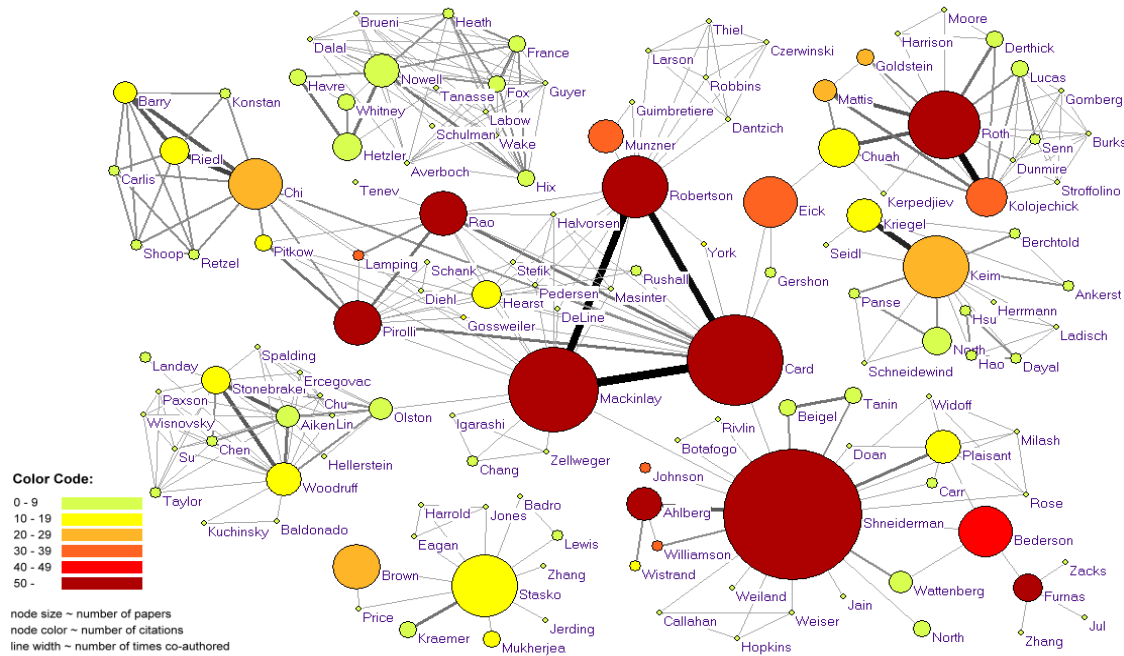 Brueni
Heath
Dalal
France
Nowell
Havre
Tanasse
Fox
Guyer
Whitney
Labow
Schulman
Wake
Hetzler
Averboch
Hix
Tenev
Barry
Konstan
Riedl
Carlis
Chi
Shoop
Retzel
Pitkow
Thiel
Czerwinski
Larson
Robbins
Guimbretiere
Dantzich
Munzner
Robertson
Moore
Harrison
Derthick
Goldstein
Lucas
Mattis
Gomberg
Roth
Senn
Burks
Chuah
Dunmire
Stroffolino
Kerpedjiev
Kolojechick
Eick
Kriegel
Berchtold
Seidl
Keim
Ankerst
Panse
Herrmann
Hsu
Ladisch
North
Hao
Dayal
Schneidewind
Rao
Halvorsen
York
Lamping
Schank
Stefik
Rushall
Gershon
Diehl
Hearst
Pedersen
Masinter
DeLine
Gossweiler
Pirolli
Card
Mackinlay
Spalding
Landay
Ercegovac
Stonebraker
Paxson
Chu
Wisnovsky
Aiken
Lin
Olston
Su
Chen
Hellerstein
Taylor
Woodruff
Kuchinsky
Baldonado
Igarashi
Chang
Zellweger
Rivlin
Botafogo
Beigel
Tanin
Widoff
Doan
Plaisant
Milash
Carr
Rose
Johnson
Ahlberg
Shneiderman
Williamson
Wistrand
Bederson
Wattenberg
Zacks
Furnas
Weiland
Jain
Callahan
Weiser
Hopkins
North
Jul
Zhang
Badro
Harrold
Jones
Eagan
Lewis
Brown
Zhang
Stasko
Price
Jerding
Kraemer
Mukherjea
Color Code:
0 - 9
10 - 19
20 - 29
30 - 39
40 - 49
50 -
node size ~ number of papers
node color ~ number of citations
line width ~ number of times co-authored